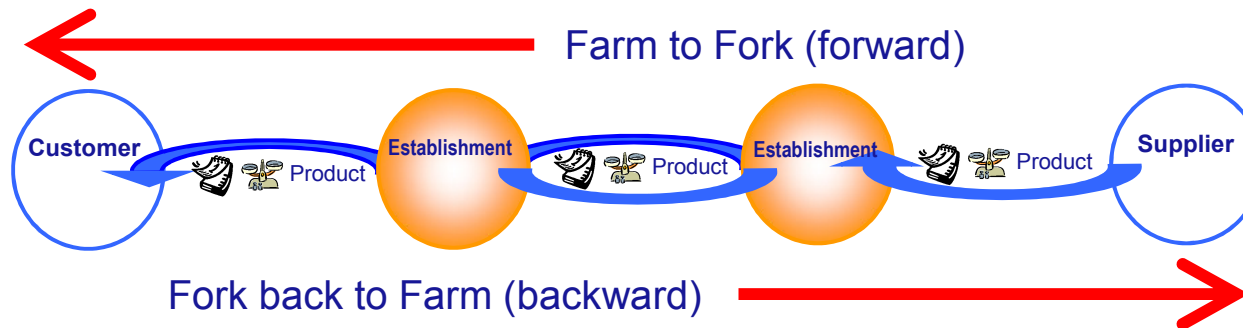 Farm to Fork (forward)
Customer
Establishment
Establishment
Supplier
Product
Product
Product
Fork back to Farm (backward)